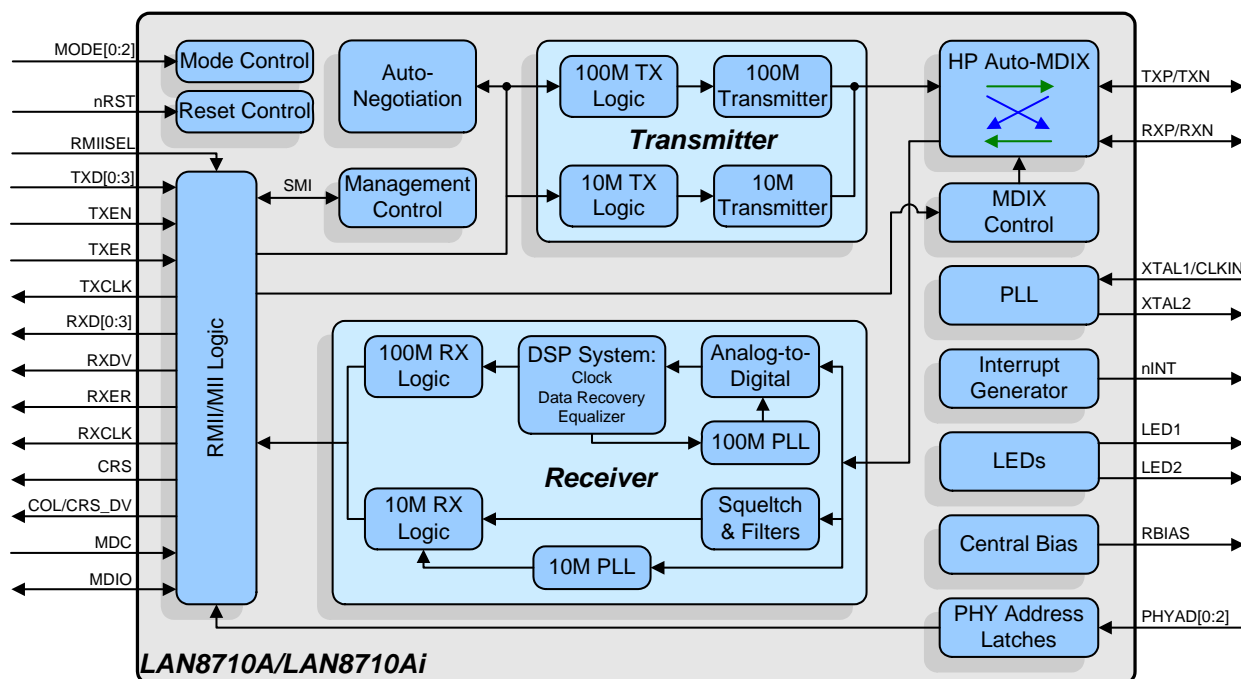 MODE[0:2]
nRST
RMIISEL
TXD[0:3]
TXEN
TXER
TXCLK
RXD[0:3]
RXDV
RXER
RXCLK
CRS
COL/CRS_DV
MDC
MDIO
Mode Control
Reset Control
RMII/MII Logic
SMI
Auto-
Negotiation
Management
Control
100M TX
Logic
100M
Transmitter
Transmitter
10M TX
Logic
10M
Transmitter
HP Auto-MDIX
MDIX
Control
PLL
Interrupt
Generator
LEDs
Central Bias
PHY Address
Latches
100M RX
Logic
DSP System:
Clock
Data Recovery
Equalizer
Analog-to-
Digital
100M PLL
Receiver
10M RX
Logic
Squeltch
& Filters
10M PLL
TXP/TXN
RXP/RXN
XTAL1/CLKIN
XTAL2
nINT
LED1
LED2
RBIAS
PHYAD[0:2]
LAN8710A/LAN8710Ai